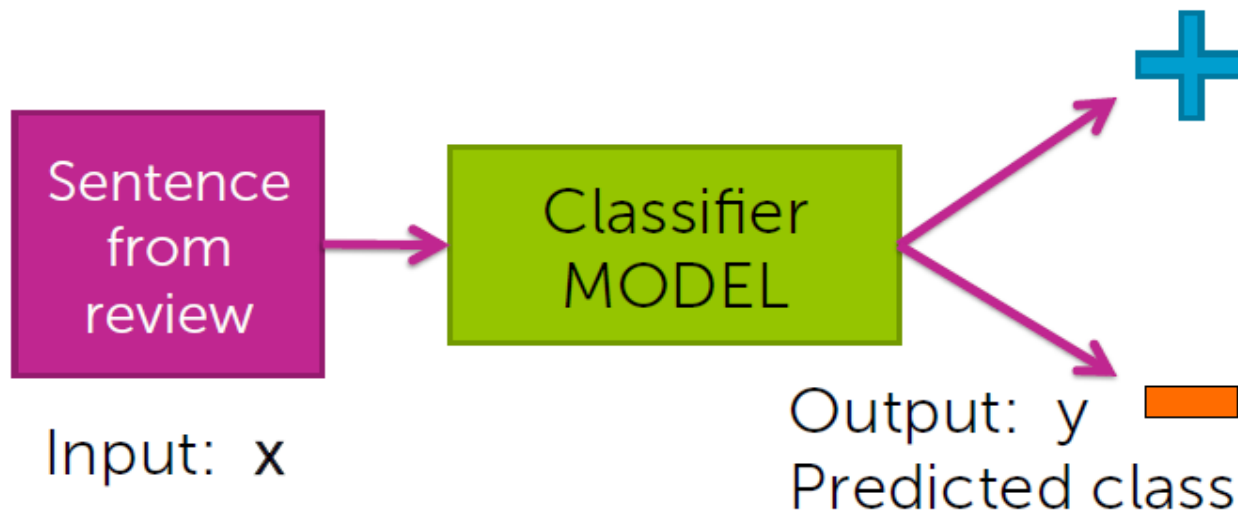 Sentence
from
review
Classifier
MODEL
Input: x
Output: y
Predicted class